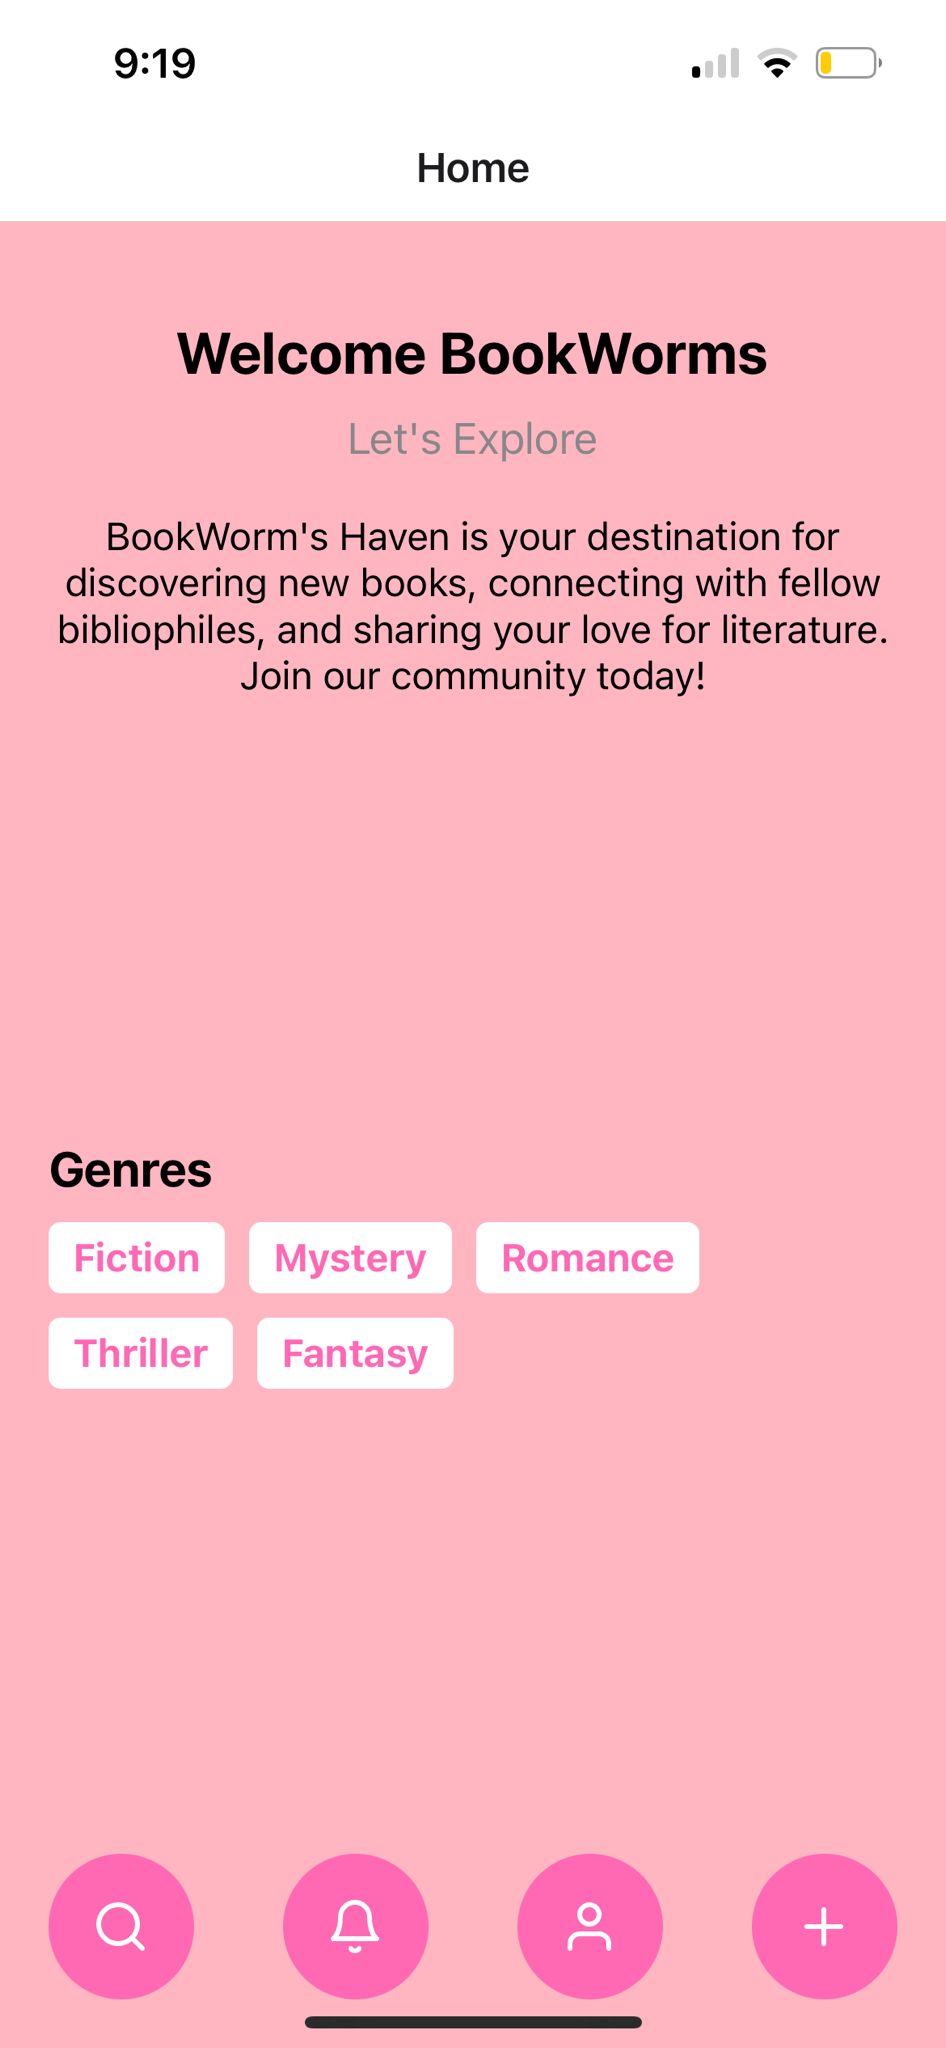 9:19
Home
Welcome BookWorms
Let's Explore
BookWorm's Haven is your destination for
discovering new books, connecting with fellow
bibliophiles, and sharing your love for literature.
Join our community today!
Genres
Fiction Mystery Romance
Thriller Fantasy